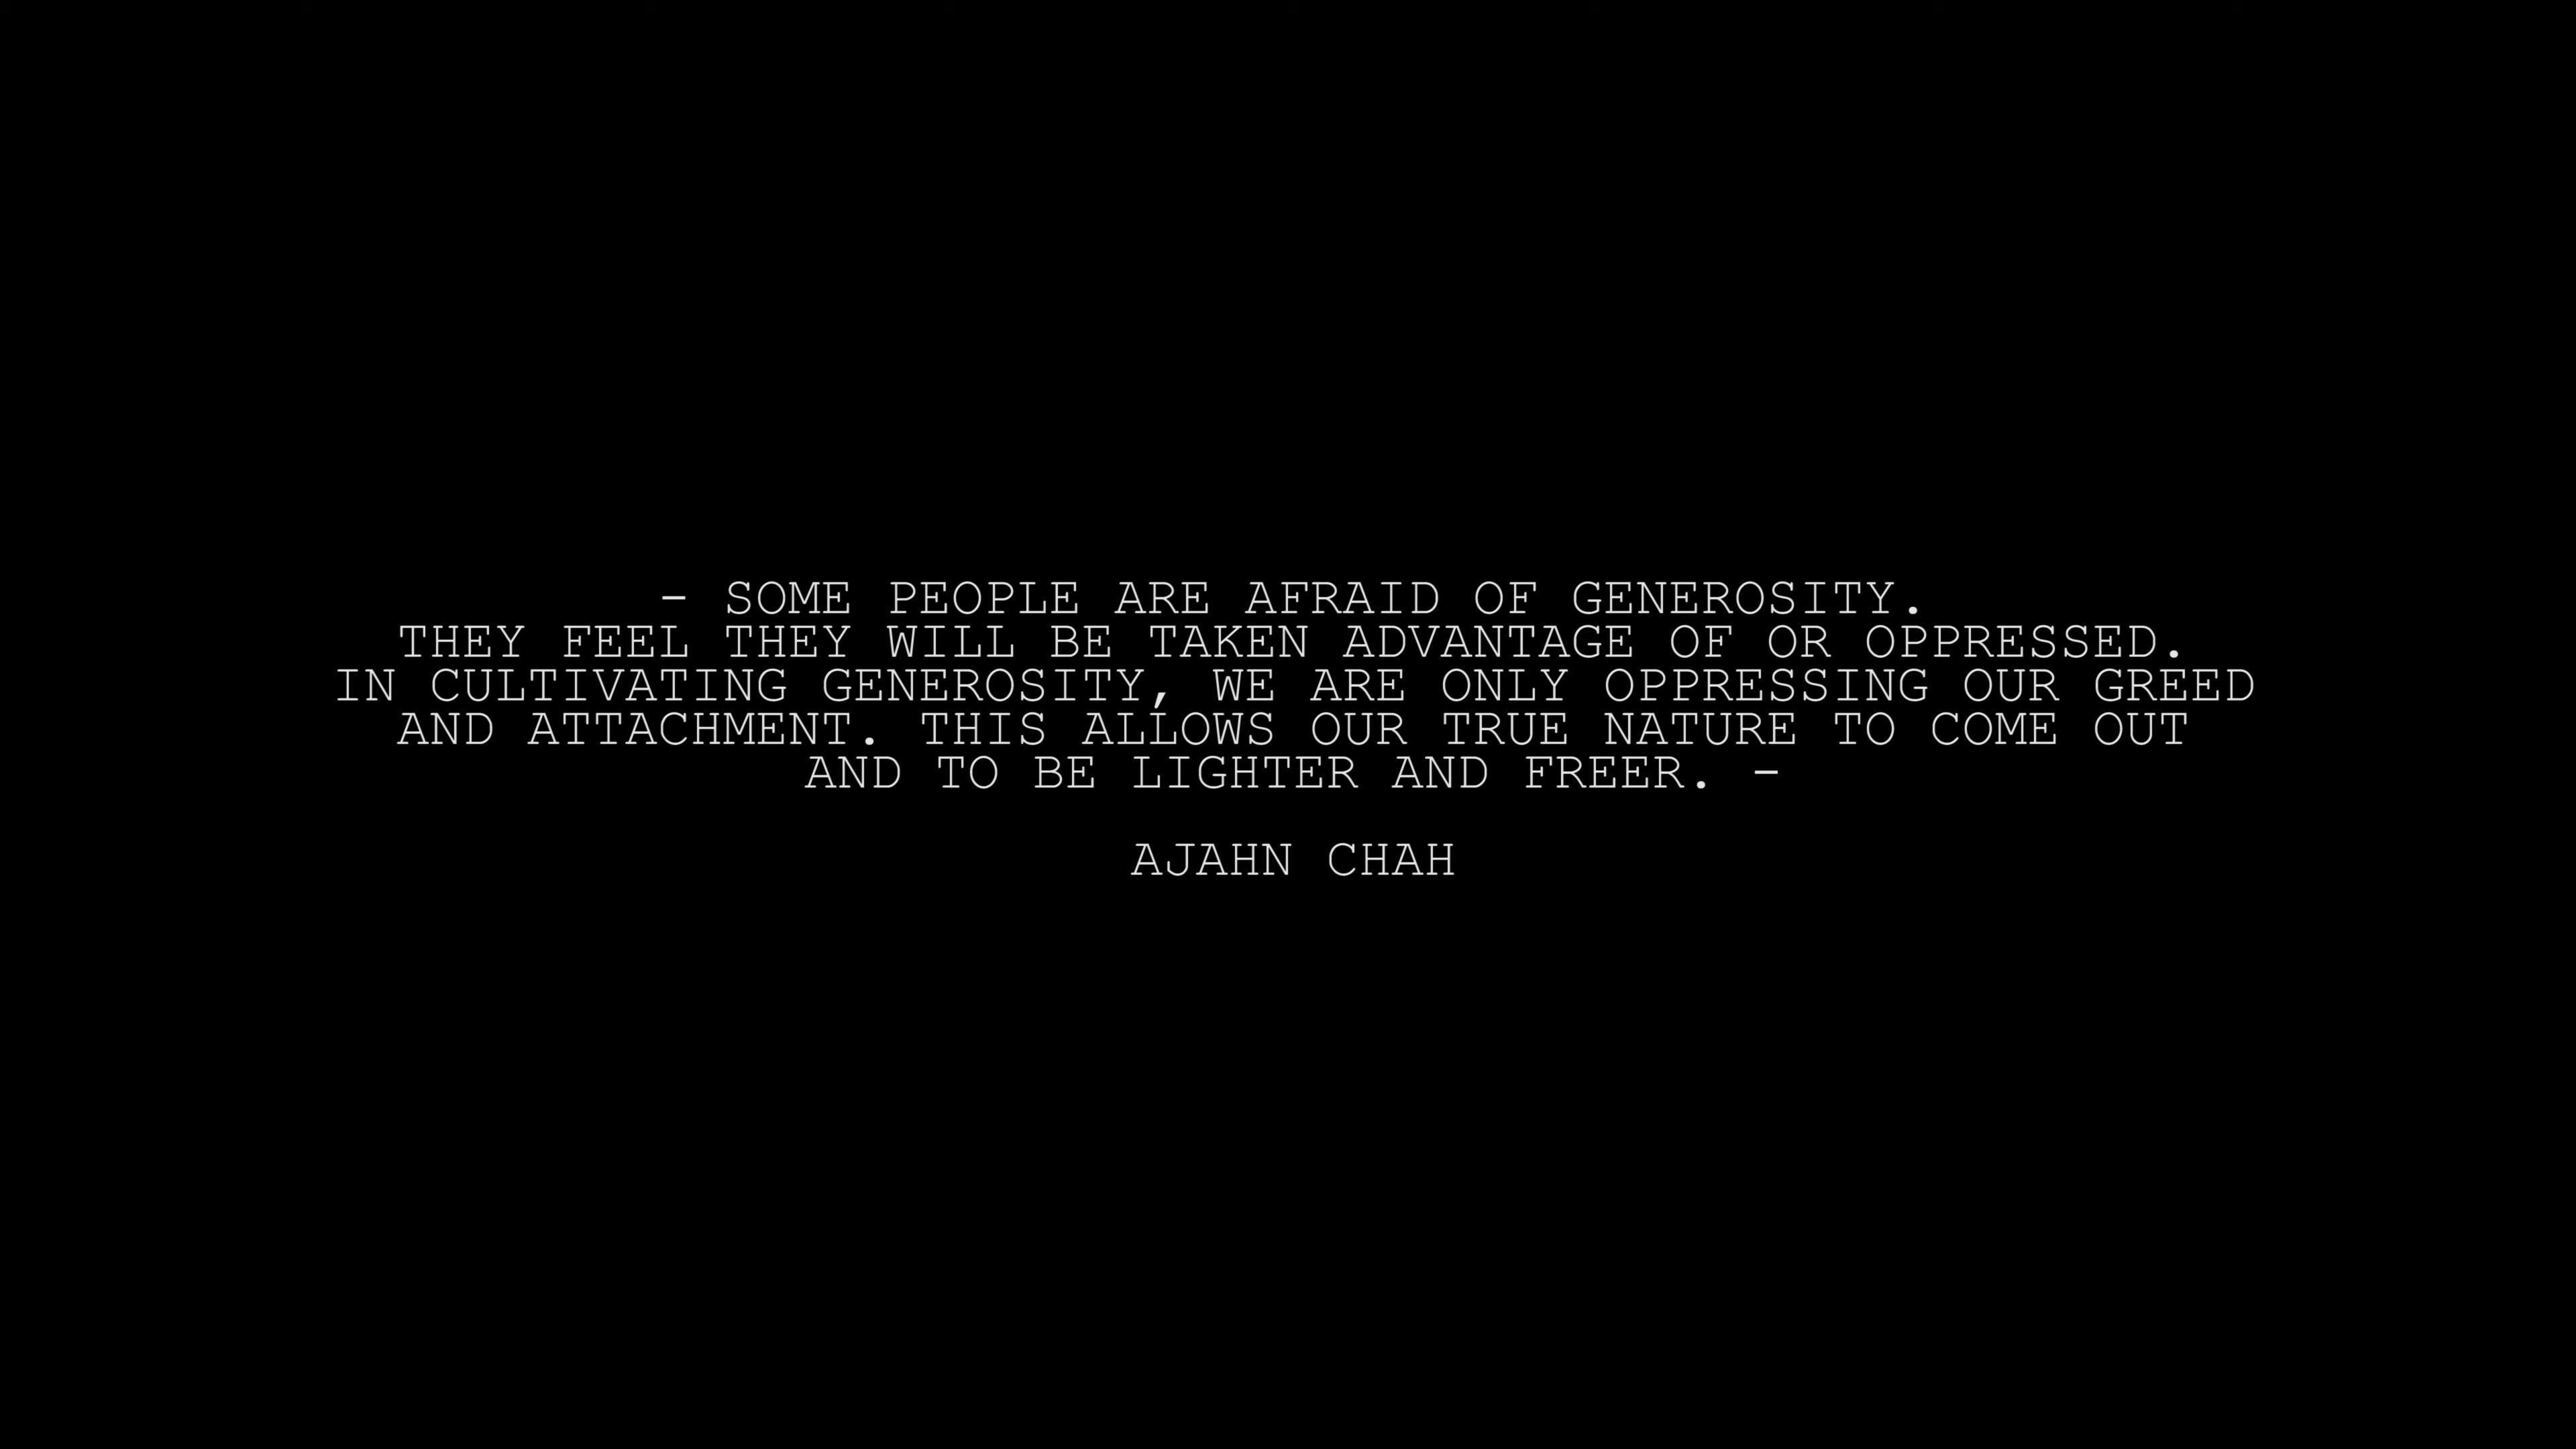 - SOME PEOPLE ARE AFRAID OF GENEROSITY.
THEY FEEL THEY WILL BE TAKEN ADVANTAGE OF OR OPPRESSED.
IN CULTIVATING GENEROSITY, WE ARE ONLY OPPRESSING OUR GREED
AND ATTACHMENT. THIS ALLOWS OUR TRUE NATURE TO COME OUT
AND TO BE LIGHTER AND FREER. -
AJAHN CHAH